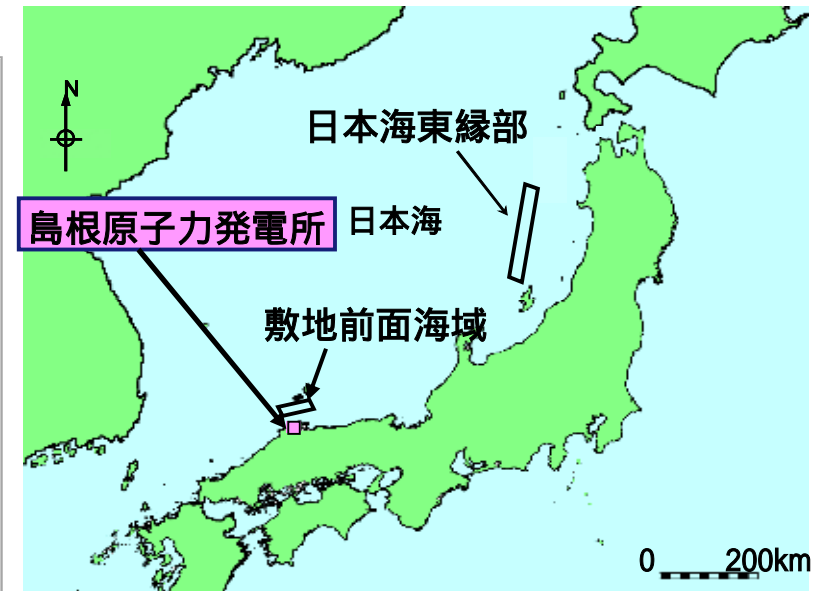 N
日本海東縁部
島根原子力発電所
日本海
敷地前面海域
0 200km